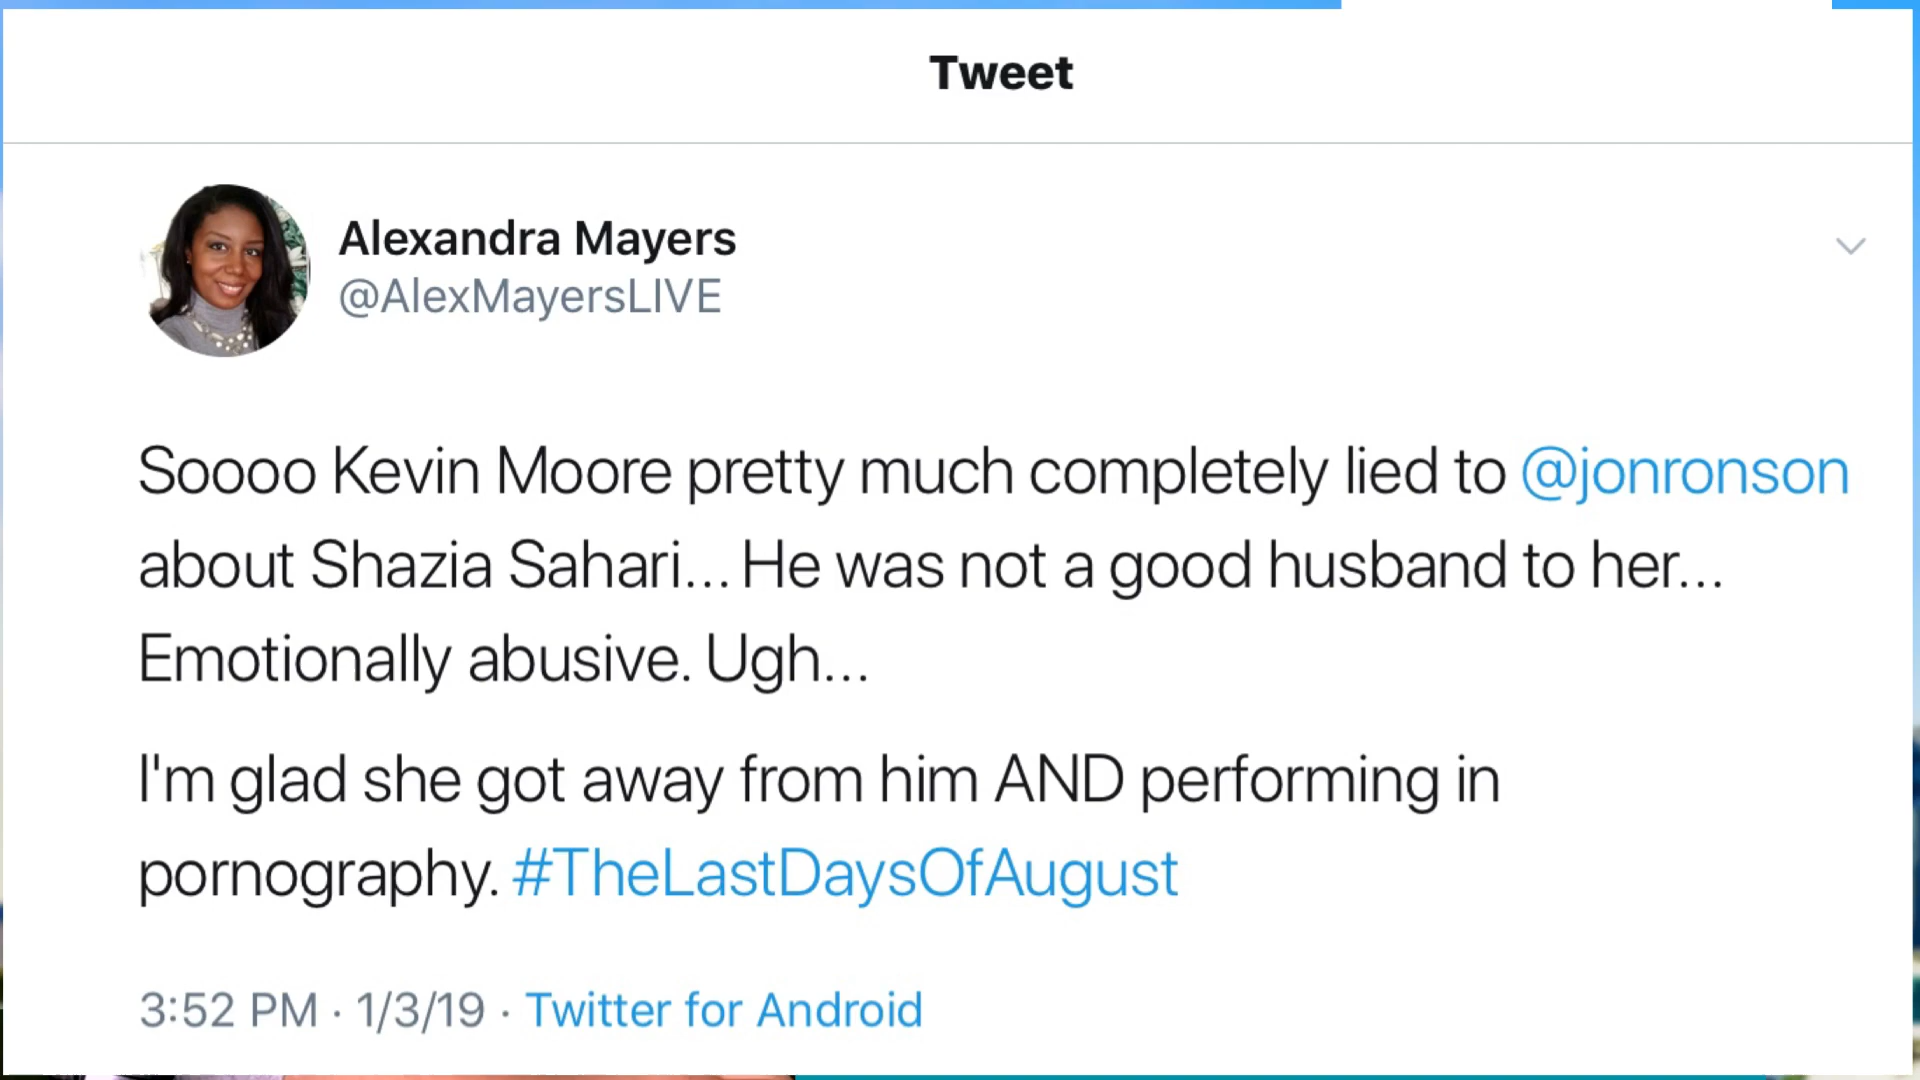 Tweet
Alexandra Mayers
@AlexMayersLIVE
Soooo Kevin Moore pretty much completely lied to @jonronson
about Shazia Sahari... He was not a good husband to her...
Emotionally abusive. Ugh...
I'm glad she got away from him AND performing in
pornography. #TheLastDaysOfAugust
3:52 PM · 1/3/19 · Twitter for Android